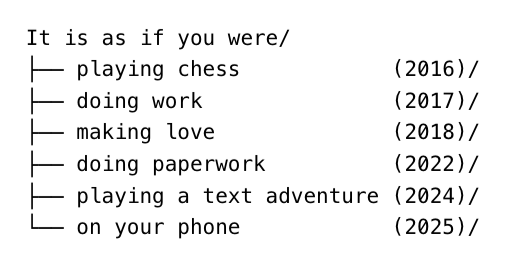 It is as if you were/
├── playing chess            (2016)/
├── doing work               (2017)/
├── making love              (2018)/
├── doing paperwork          (2022)/
├── playing a text adventure (2024)/
└── on your phone            (2025)/